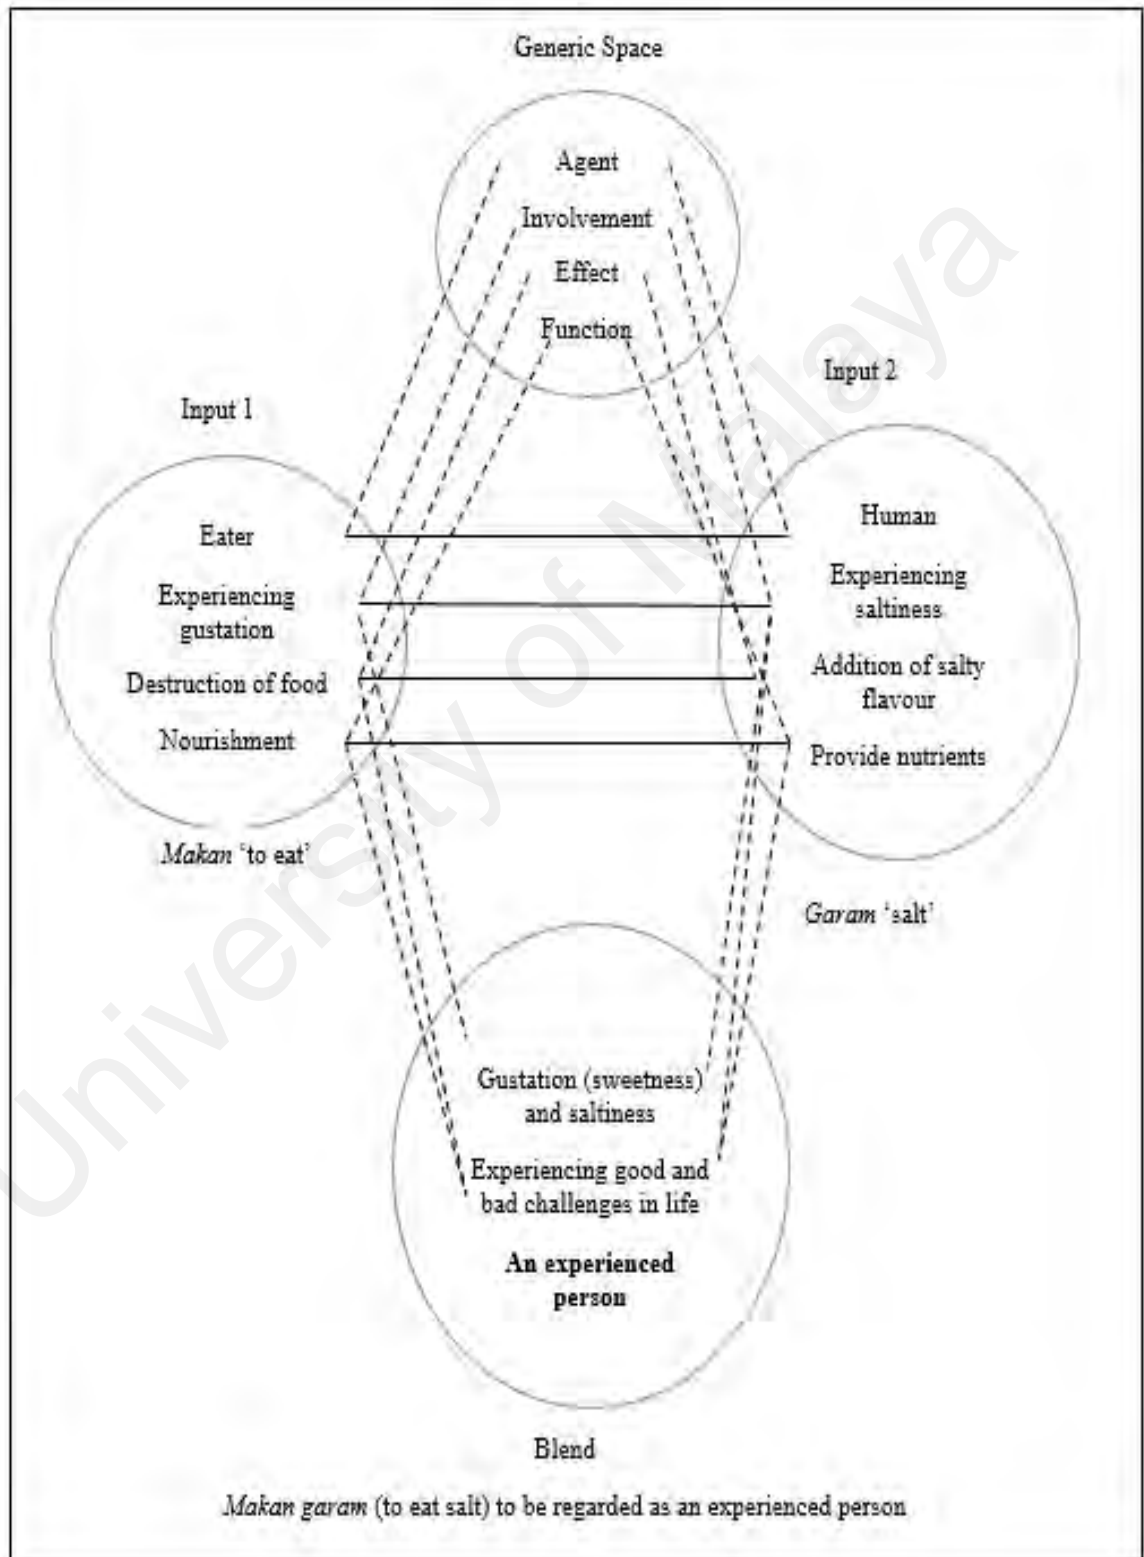 Generic Space
Agent
Involvement
Effect
Function
Input 1
Input 2
Eater
Experiencing
gustation
Destruction of food
Nourishment
Human
Experiencing
saltiness
Addition of salty
flavour
Provide nutrients
Makan ‘to eat’
Garam ‘salt’
Gustation (sweetness)
and saltiness
Experiencing good and
bad challenges in life
An experienced
person
Blend
Makan garam (to eat salt) to be regarded as an experienced person
University of Malaya